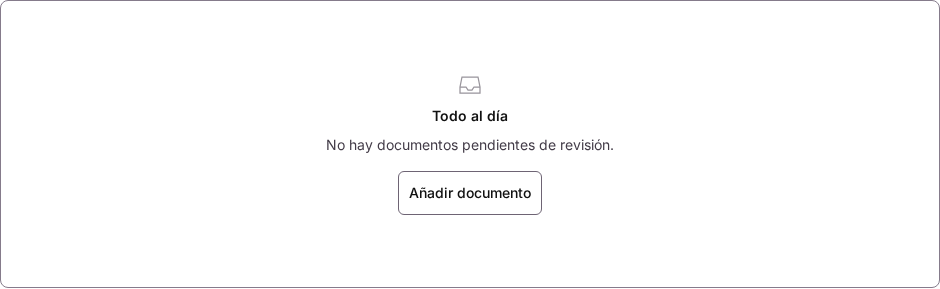 Todo al día
No hay documentos pendientes de revisión.
Añadir documento